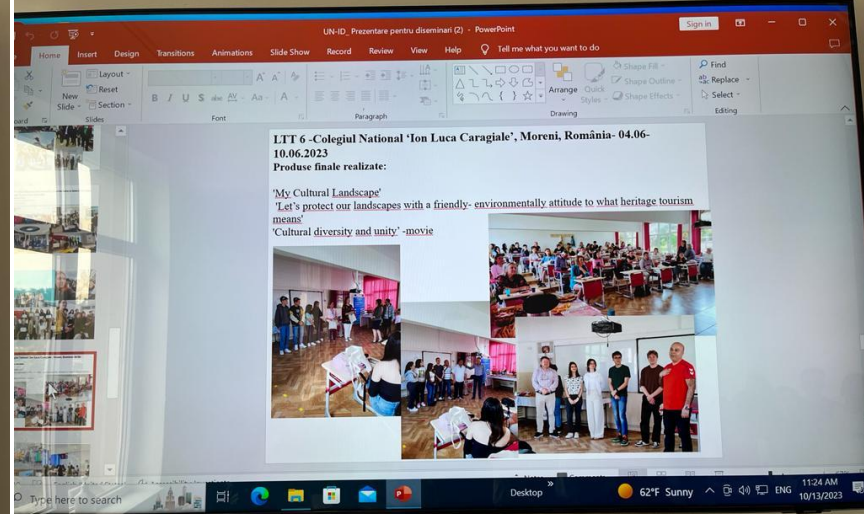 UN-ID_ Prezentare pentru diseminari (2) - PowerPoint
Sign in
Home Insert Design Transitions Animations Slide Show Record Review View Help Tell me what you want to do
New
Slide
Layout
Reset
Section
Slides
B I U S abc AV Aa A
Font
Paragraph
Arrange
Quick
Styles
Drawing
Shape Fill
Shape Outline
Shape Effects
Find
Replace
Select
Editing
LTT 6 -Colegiul National ‘Ion Luca Caragiale’, Moreni, România- 04.06-
10.06.2023
Produse finale realizate:
'My Cultural Landscape'
'Let’s protect our landscapes with a friendly- environmentally attitude to what heritage tourism
means'
'Cultural diversity and unity’ -movie
Type here to search
Desktop
62°F Sunny
ENG
11:24 AM
10/13/2023